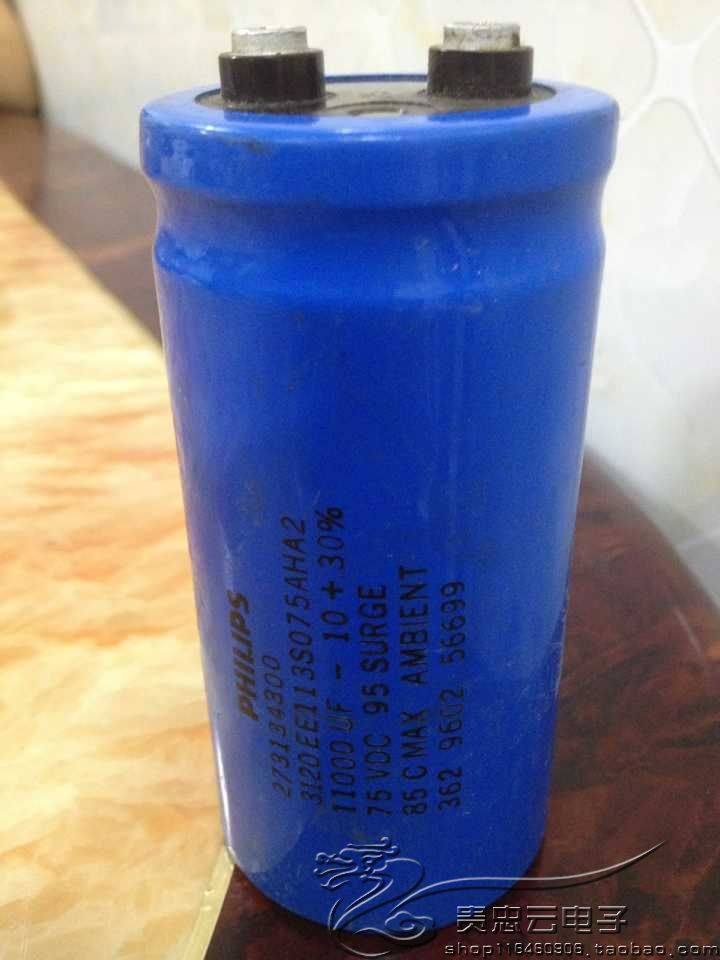 PHILIPS
273134300
3120EE113S075AHA2
11000 UF - 10 + 30%
75 VDC 95 SURGE
85 C MAX AMBIENT
362 9602 56699
贵忠云电子
shop116460906.taobao.com